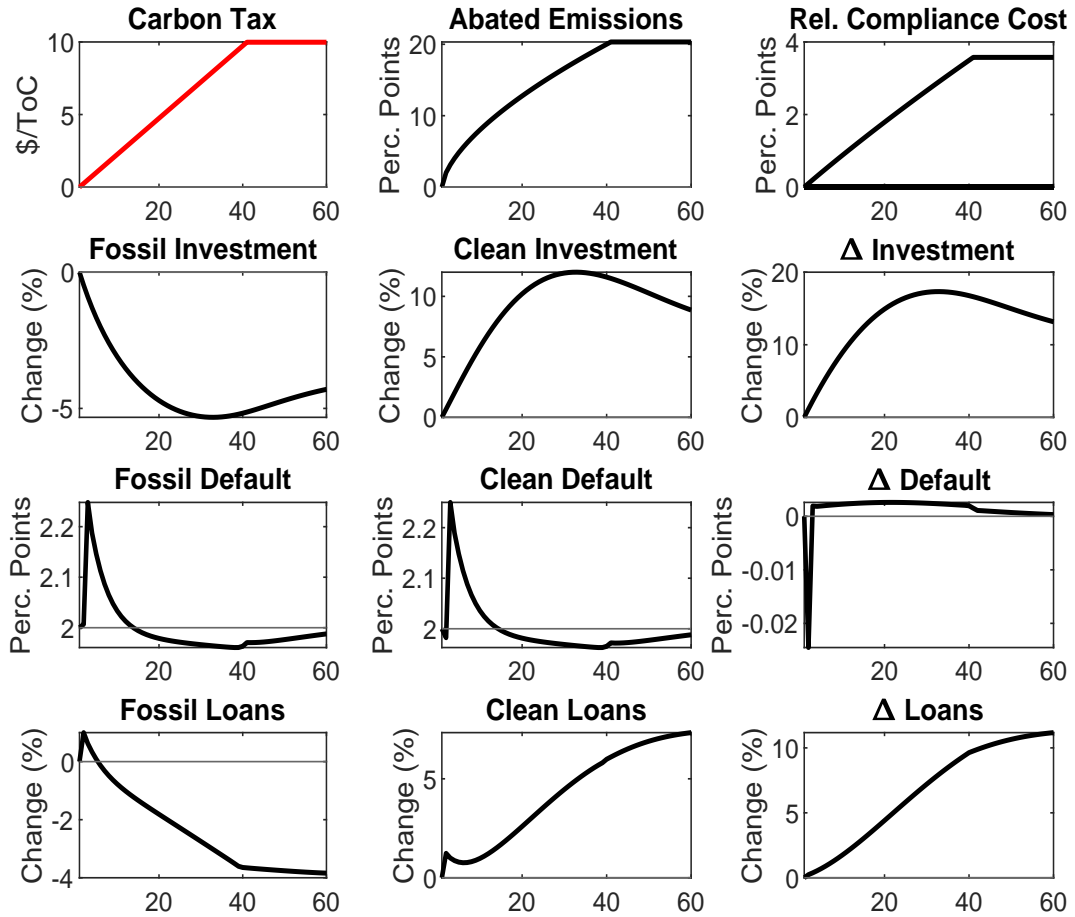 Carbon Tax
$/ToC
10
5
0
20 40 60
Abated Emissions
Perc. Points
20
10
0
20 40 60
Rel. Compliance Cost
Perc. Points
4
2
0
20 40 60
Fossil Investment
Change (%)
0
-5
20 40 60
Clean Investment
Change (%)
10
5
0
20 40 60
Δ Investment
Change (%)
20
10
0
20 40 60
Fossil Default
Perc. Points
2.2
2.1
2
20 40 60
Clean Default
Perc. Points
2.2
2.1
2
20 40 60
Δ Default
Perc. Points
0
-0.01
-0.02
20 40 60
Fossil Loans
Change (%)
0
-2
-4
20 40 60
Clean Loans
Change (%)
5
0
20 40 60
Δ Loans
Change (%)
10
5
0
20 40 60